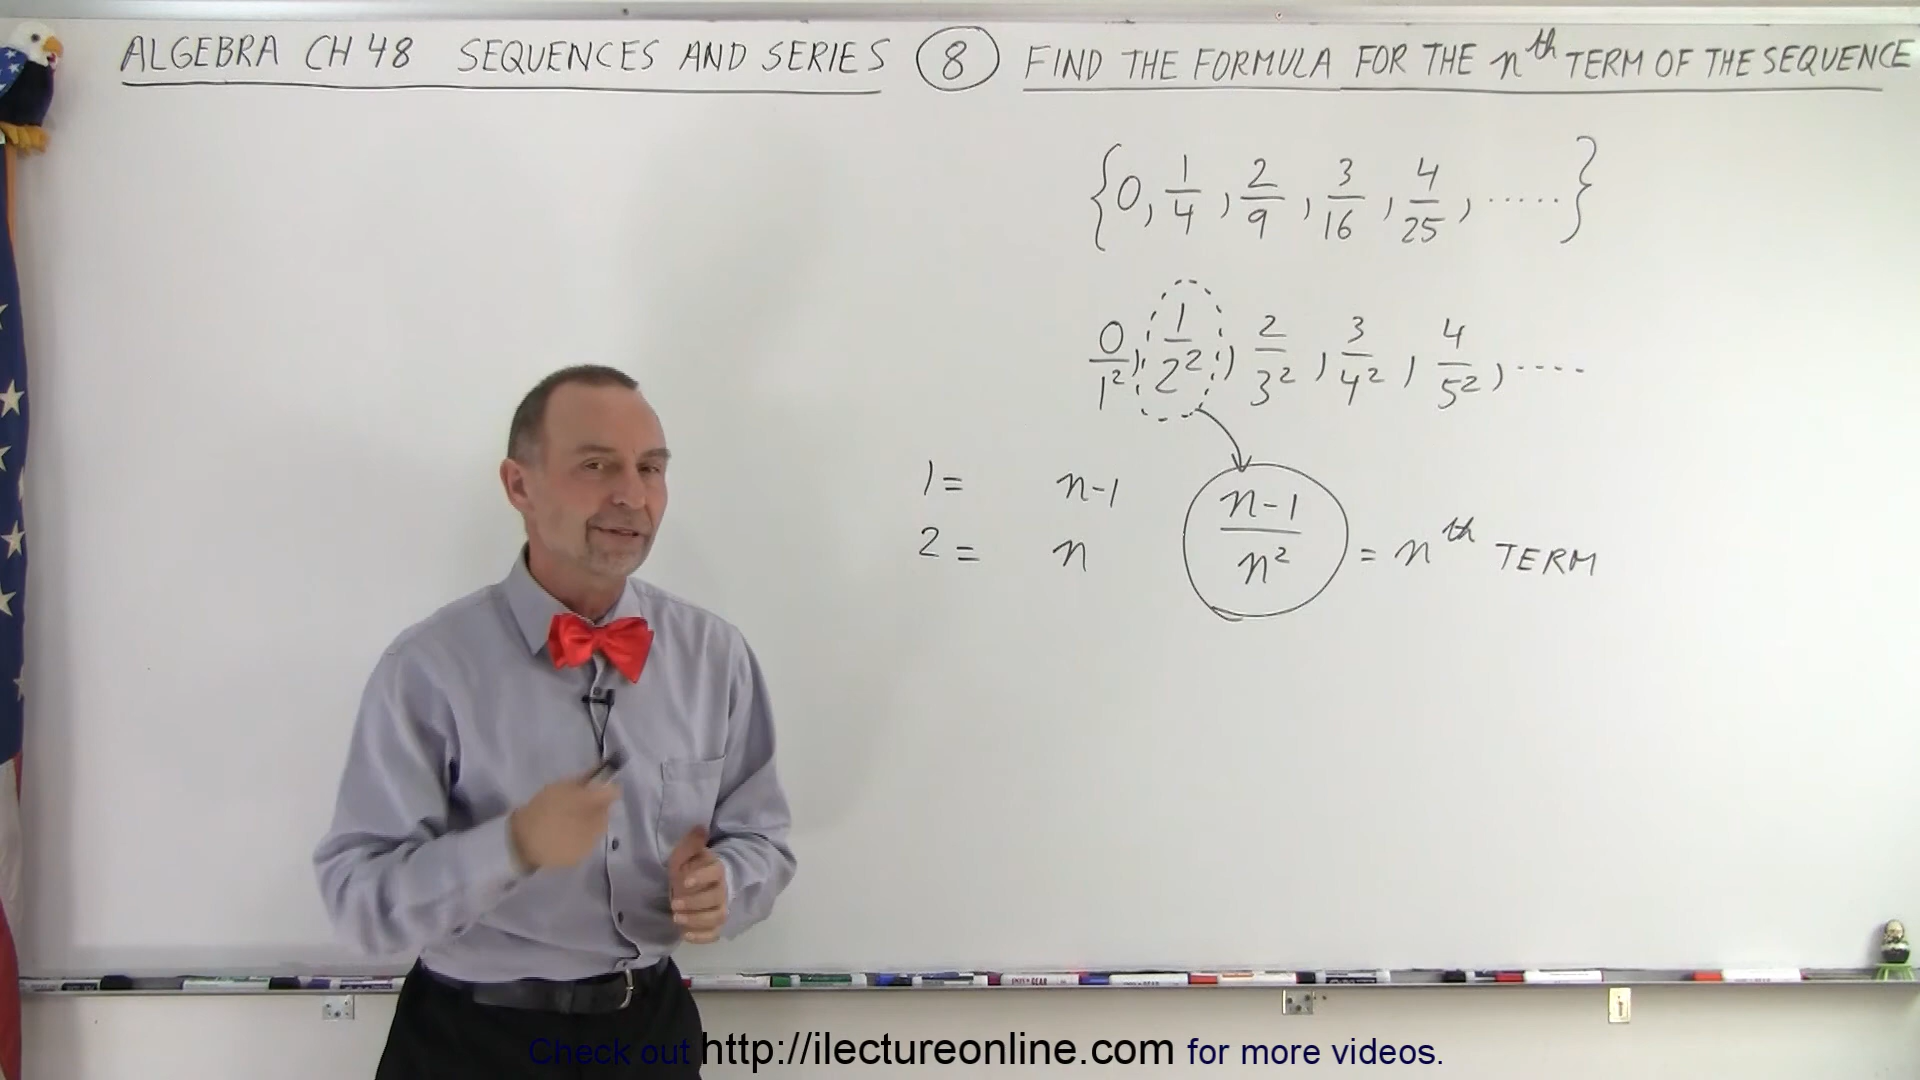 ALGEBRA CH 48 SEQUENCES AND SERIES 8 FIND THE FORMULA FOR THE nth TERM OF THE SEQUENCE
{0, 1/4, 2/9, 3/16, 4/25, .....}
0/1², 1/2², 2/3², 3/4², 4/5², ....
1 = n-1
2 = n
n-1/n² = nth TERM
Check out http://ilectureonline.com for more videos.